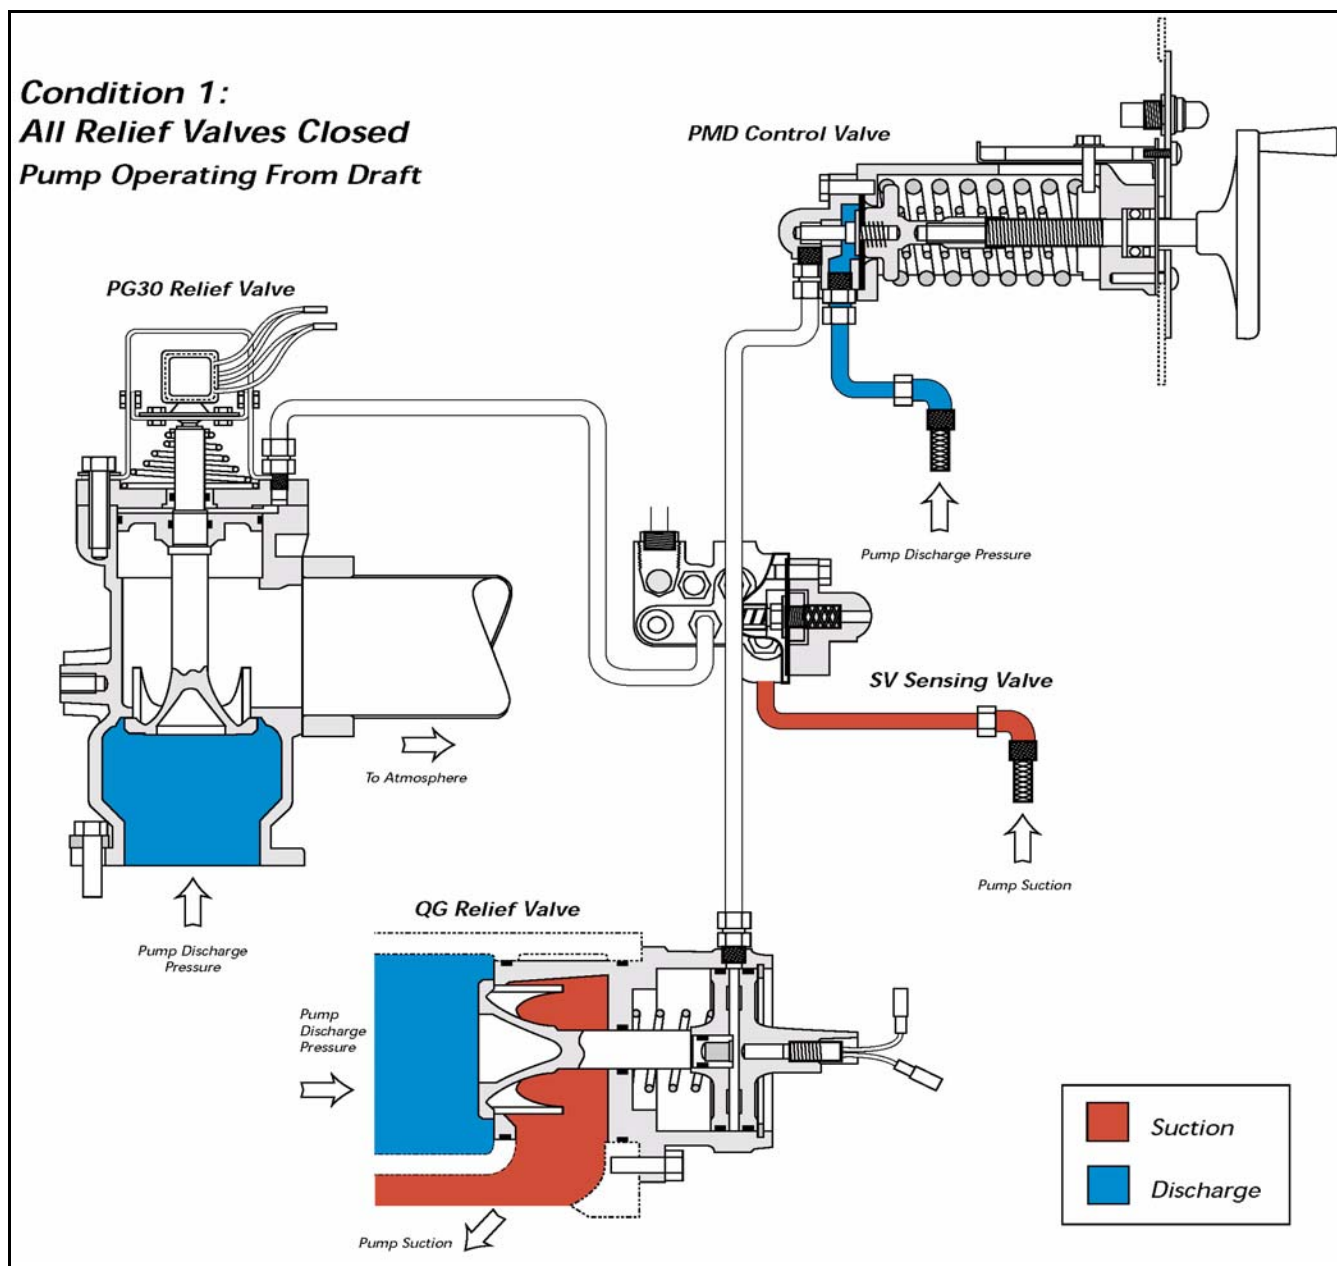 Condition 1:
All Relief Valves Closed
Pump Operating From Draft
PMD Control Valve
PG30 Relief Valve
Pump Discharge Pressure
SV Sensing Valve
To Atmosphere
Pump Suction
Pump Discharge
Pressure
QG Relief Valve
Pump
Discharge
Pressure
Pump Suction
Suction
Discharge